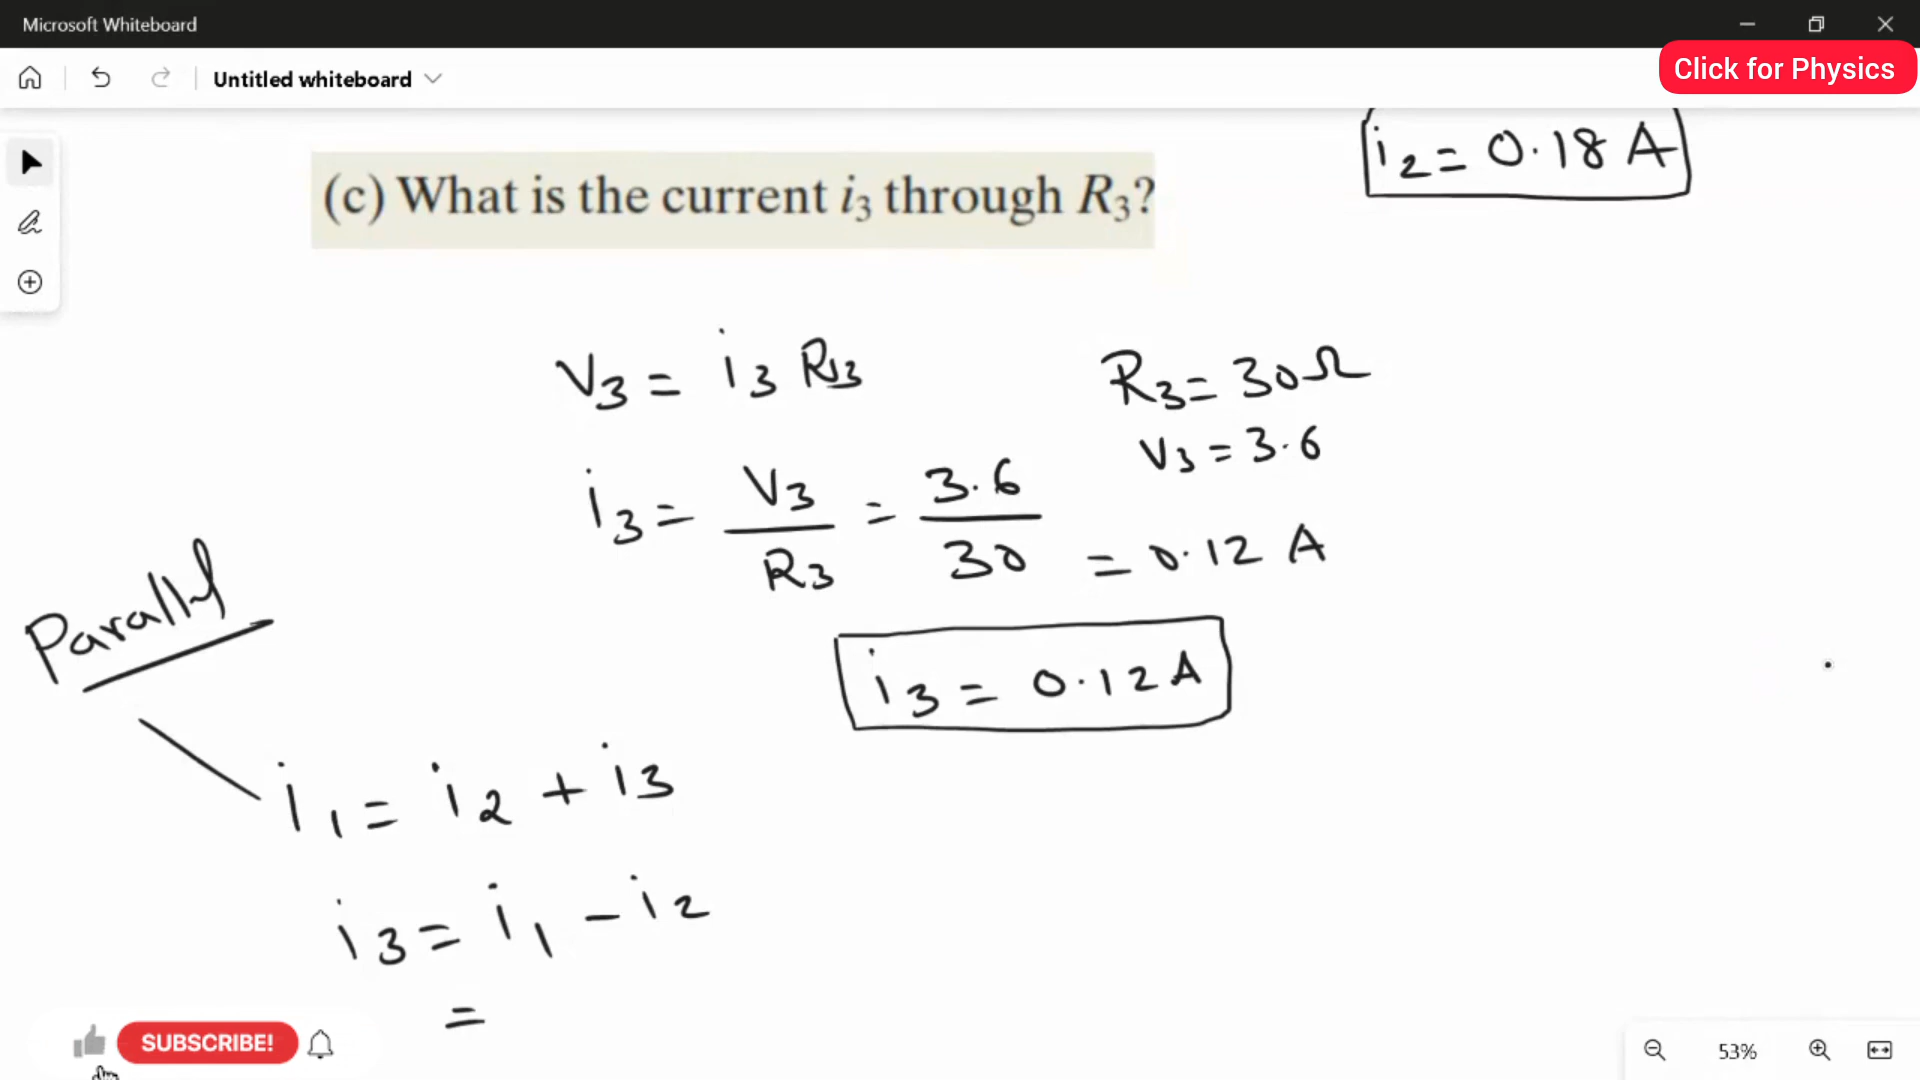 Microsoft Whiteboard
Untitled whiteboard
Click for Physics
i2 = 0.18 A
(c) What is the current i3 through R3?
V3 = i3 R3
R3 = 30Ω
V3 = 3.6
i3 = V3 / R3 = 3.6 / 30 = 0.12 A
i3 = 0.12 A
Parallel
i1 = i2 + i3
i3 = i1 - i2
=
SUBSCRIBE!
53%